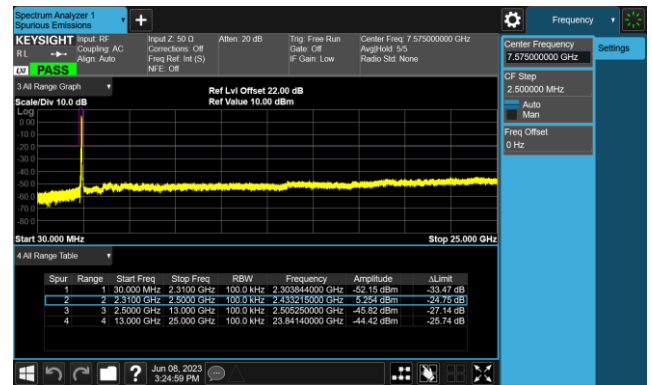 Spectrum Analyzer 1
Spurious Emissions
Frequency
KEYSIGHT
Input: RF
Input Z: 50 Ω
Atten: 20 dB
Trig: Free Run
Center Freq: 7.575000000 GHz
RL
Coupling: AC
Corrections: Off
Gate: Off
Avg|Hold: 5/5
Align: Auto
Freq Ref: Int (S)
IF Gain: Low
Radio Std: None
LXI
PASS
NFE: Off
Center Frequency
7.575000000 GHz
Settings
CF Step
2.500000 MHz
Auto
Man
Freq Offset
0 Hz
3 All Range Graph
Ref Lvl Offset 22.00 dB
Scale/Div 10.0 dB
Ref Value 10.00 dBm
Log
0.00
-10.0
-20.0
-30.0
-40.0
-50.0
-60.0
-70.0
-80.0
Start 30.000 MHz
Stop 25.000 GHz
4 All Range Table
Spur Range Start Freq Stop Freq RBW Frequency Amplitude ΔLimit
1 1 30.000 MHz 2.3100 GHz 100.0 kHz 2.303844000 GHz -52.15 dBm -33.47 dB
2 2 2.3100 GHz 2.5000 GHz 100.0 kHz 2.433215000 GHz 5.254 dBm -24.75 dB
3 3 2.5000 GHz 13.000 GHz 100.0 kHz 2.505250000 GHz -45.82 dBm -27.14 dB
4 4 13.000 GHz 25.000 GHz 100.0 kHz 23.84140000 GHz -44.42 dBm -25.74 dB
?
Jun 08, 2023
3:24:59 PM